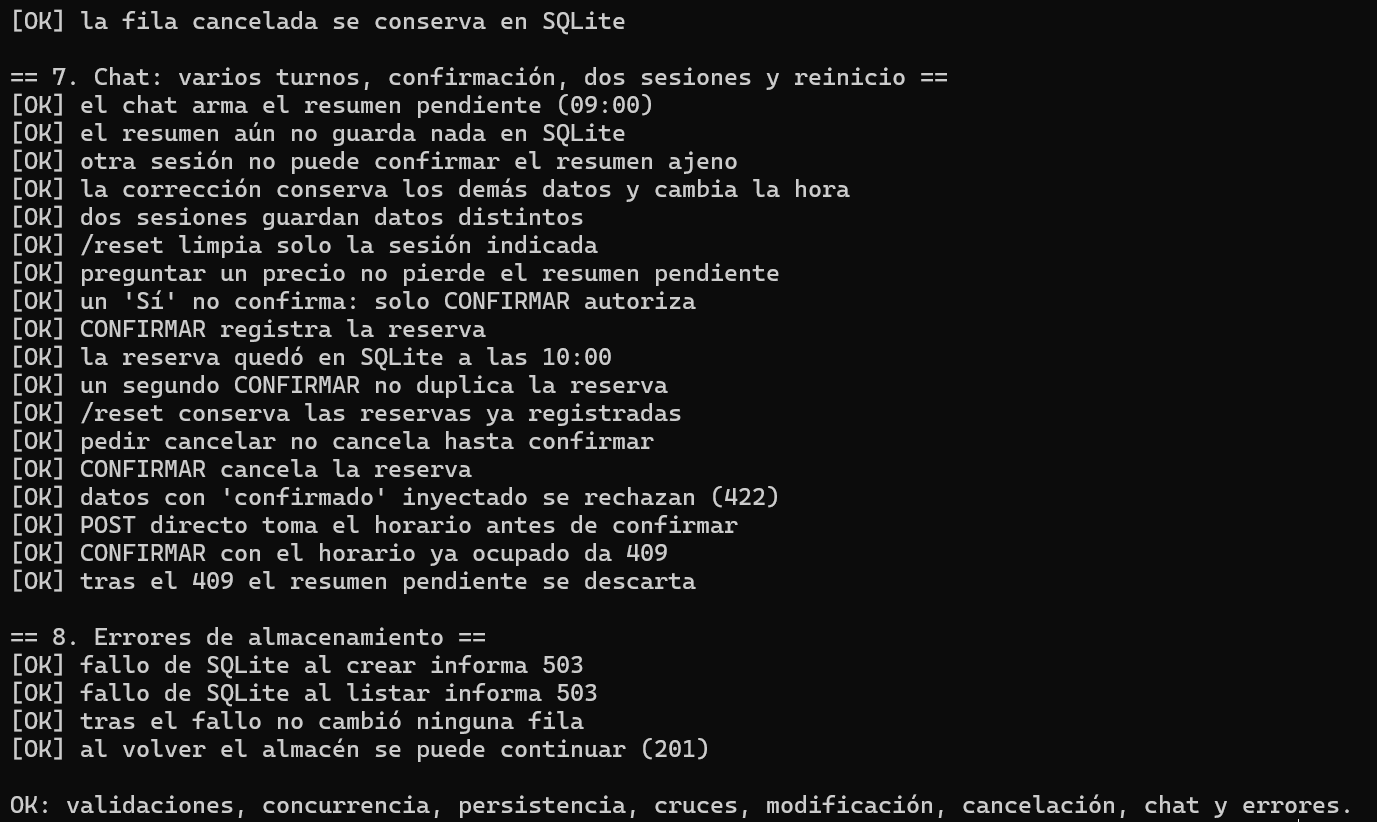 [OK] la fila cancelada se conserva en SQLite
== 7. Chat: varios turnos, confirmación, dos sesiones y reinicio ==
[OK] el chat arma el resumen pendiente (09:00)
[OK] el resumen aún no guarda nada en SQLite
[OK] otra sesión no puede confirmar el resumen ajeno
[OK] la corrección conserva los demás datos y cambia la hora
[OK] dos sesiones guardan datos distintos
[OK] /reset limpia solo la sesión indicada
[OK] preguntar un precio no pierde el resumen pendiente
[OK] un 'Sí' no confirma: solo CONFIRMAR autoriza
[OK] CONFIRMAR registra la reserva
[OK] la reserva quedó en SQLite a las 10:00
[OK] un segundo CONFIRMAR no duplica la reserva
[OK] /reset conserva las reservas ya registradas
[OK] pedir cancelar no cancela hasta confirmar
[OK] CONFIRMAR cancela la reserva
[OK] datos con 'confirmado' inyectado se rechazan (422)
[OK] POST directo toma el horario antes de confirmar
[OK] CONFIRMAR con el horario ya ocupado da 409
[OK] tras el 409 el resumen pendiente se descarta
== 8. Errores de almacenamiento ==
[OK] fallo de SQLite al crear informa 503
[OK] fallo de SQLite al listar informa 503
[OK] tras el fallo no cambió ninguna fila
[OK] al volver el almacén se puede continuar (201)
OK: validaciones, concurrencia, persistencia, cruces, modificación, cancelación, chat y errores.